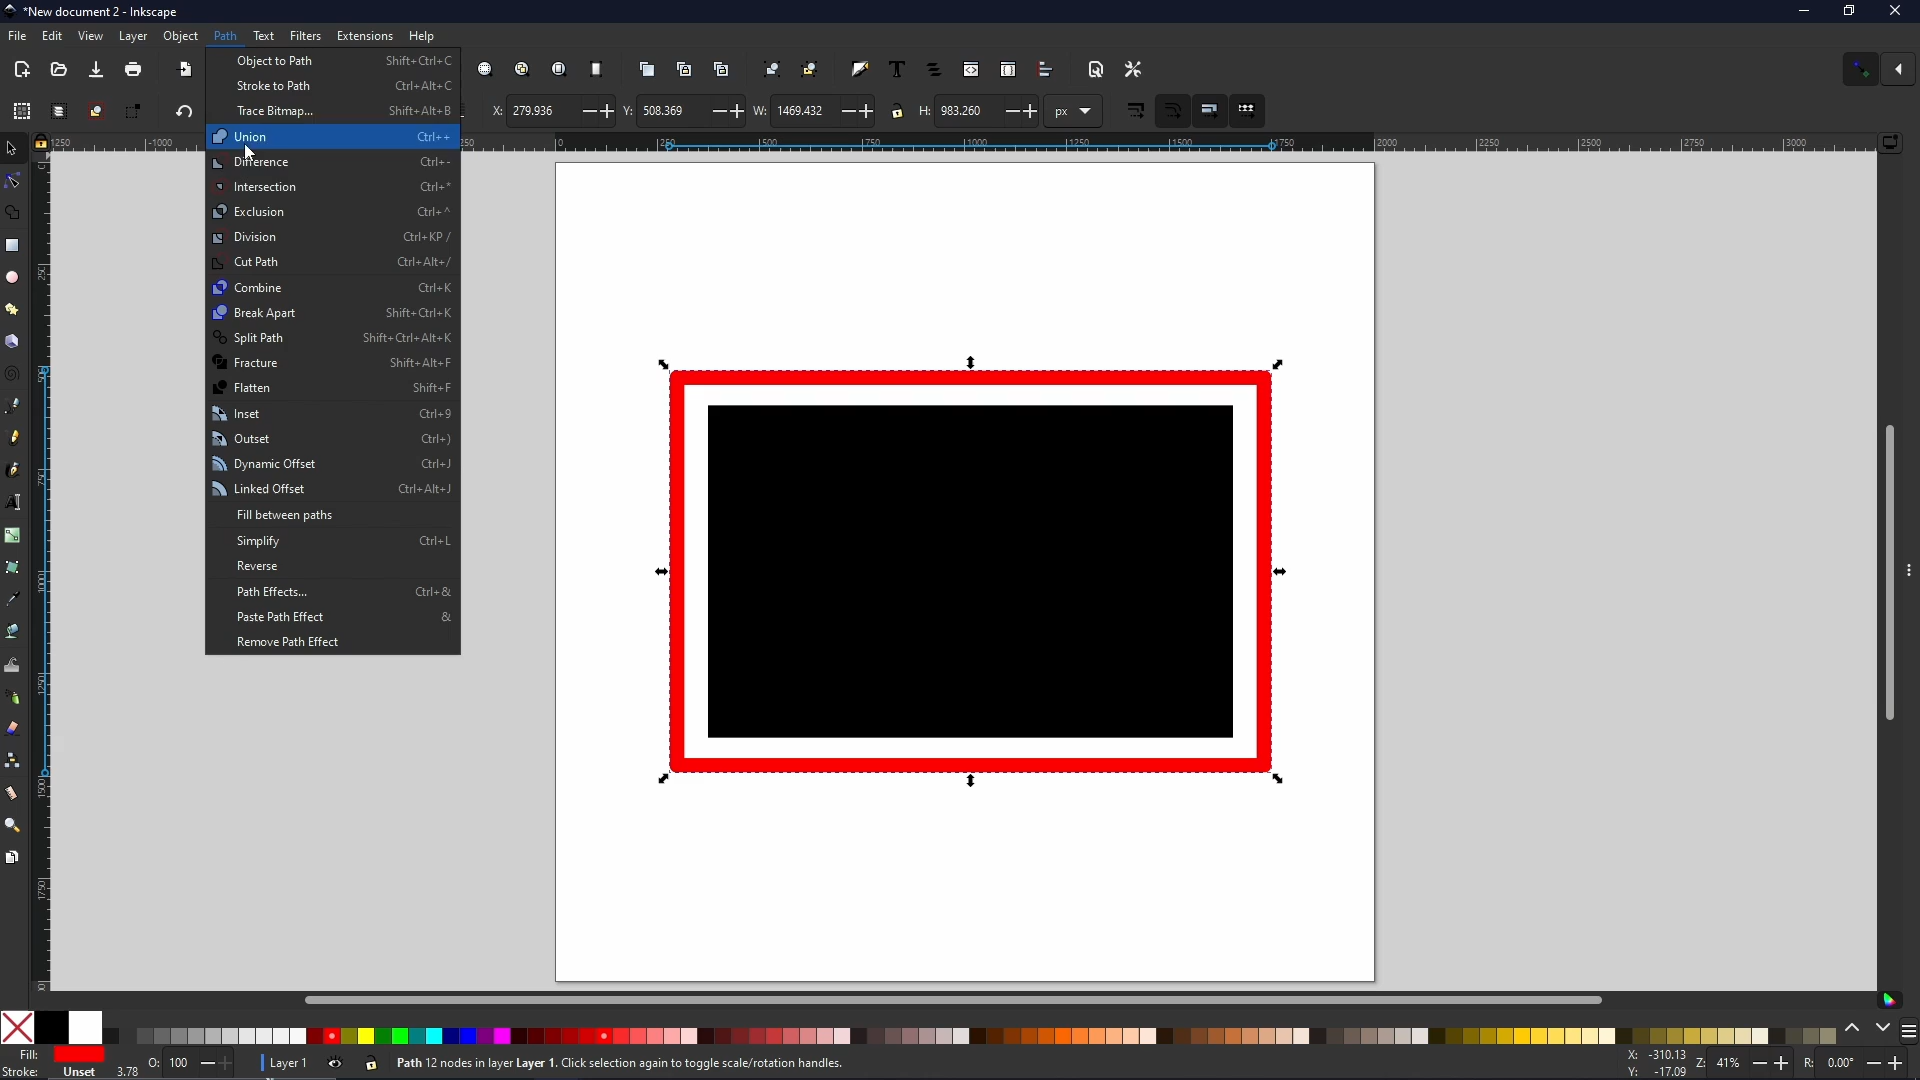 *New document 2 - Inkscape
File Edit View Layer Object Path Text Filters Extensions Help
Object to Path Shift+Ctrl+C
Stroke to Path Ctrl+Alt+C
Trace Bitmap... Shift+Alt+B
X: 279.936 Y: 508.369 W: 1469.432 H: 983.260 px
Union Ctrl++
Difference Ctrl+-
Intersection Ctrl+*
Exclusion Ctrl+^
Division Ctrl+KP /
Cut Path Ctrl+Alt+/
Combine Ctrl+K
Break Apart Shift+Ctrl+K
Split Path Shift+Ctrl+Alt+K
Fracture Shift+Alt+F
Flatten Shift+F
Inset Ctrl+9
Outset Ctrl+)
Dynamic Offset Ctrl+J
Linked Offset Ctrl+Alt+J
Fill between paths
Simplify Ctrl+L
Reverse
Path Effects... Ctrl+&
Paste Path Effect &
Remove Path Effect
Fill: O: 100 Layer 1 Path 12 nodes in layer Layer 1. Click selection again to toggle scale/rotation handles. X: -310.13 Z: 41% R: 0.00°
Stroke: Unset 3.78 Y: -17.09